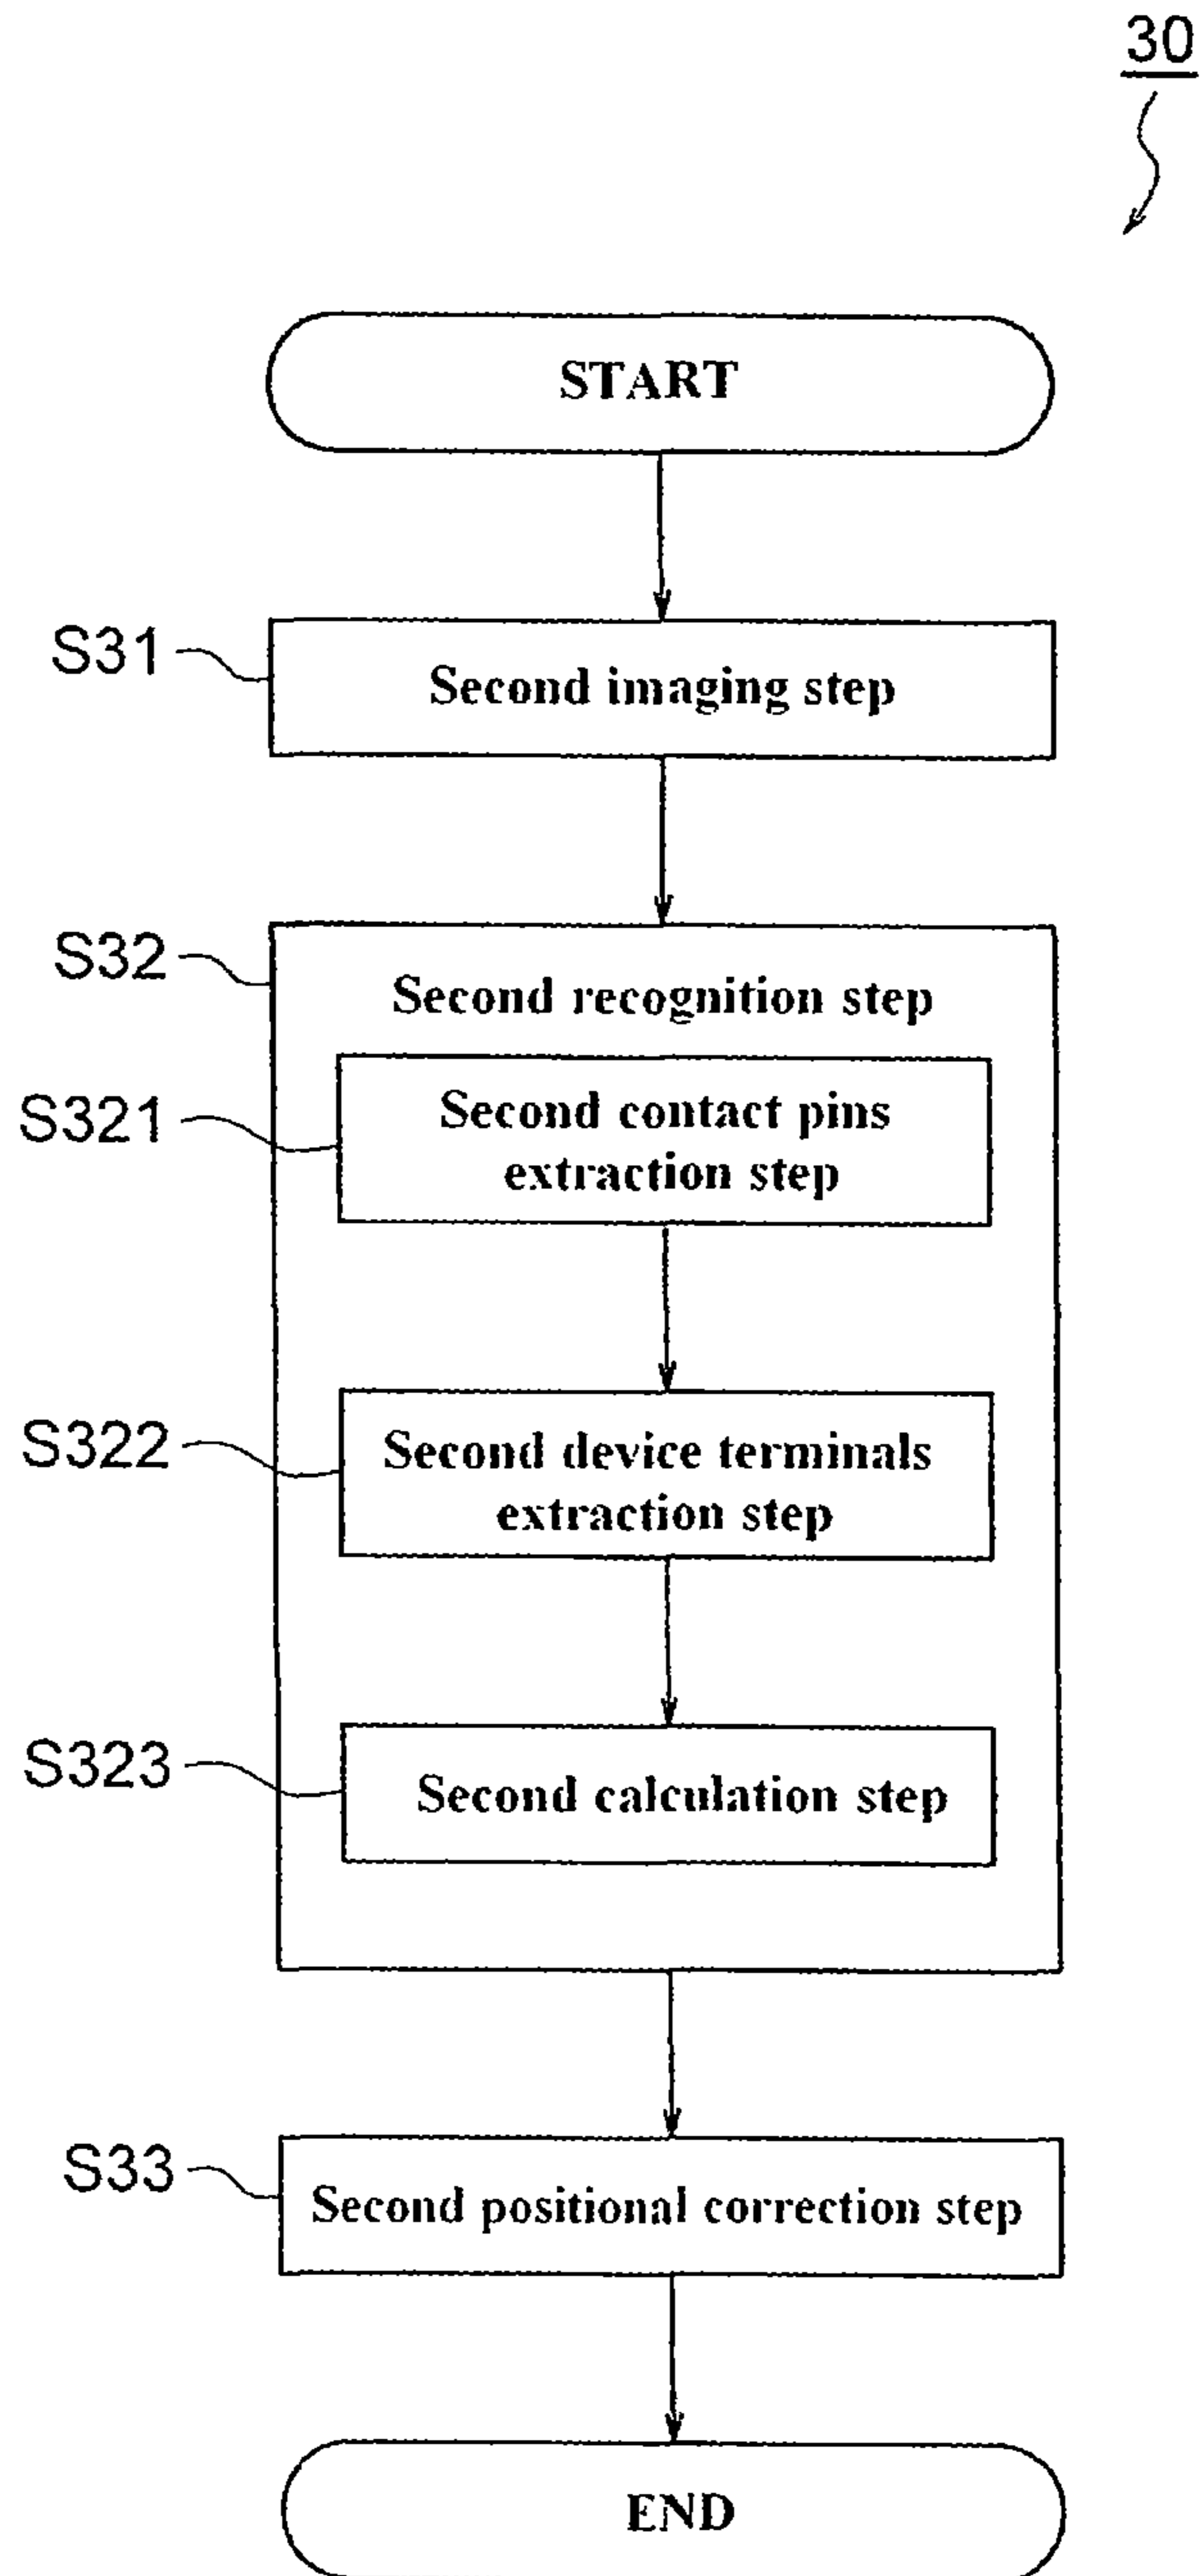 30
START
S31
Second imaging step
S32
Second recognition step
S321
Second contact pins
extraction step
S322
Second device terminals
extraction step
S323
Second calculation step
S33
Second positional correction step
END